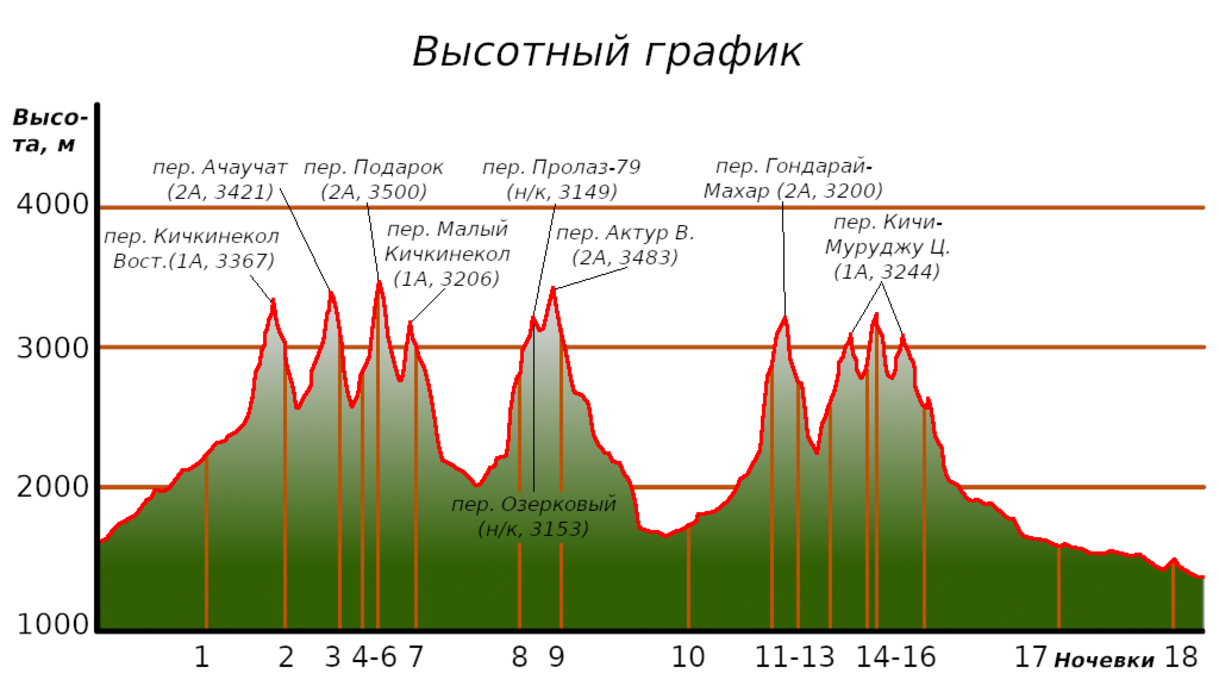 Высотный график
Высо-
та, м
пер. Ачаучат
(2А, 3421)
пер. Подарок
(2А, 3500)
пер. Пролаз-79
(н/к, 3149)
пер. Гондарай-
Махар (2А, 3200)
4000
пер. Кичкинекол
Вост.(1А, 3367)
пер. Малый
Кичкинекол
(1А, 3206)
пер. Актур В.
(2А, 3483)
пер. Кичи-
Муруджу Ц.
(1А, 3244)
3000
2000
пер. Озерковый
(н/к, 3153)
1000
1 2 3 4-6 7 8 9 10 11-13 14-16 17 Ночевки 18